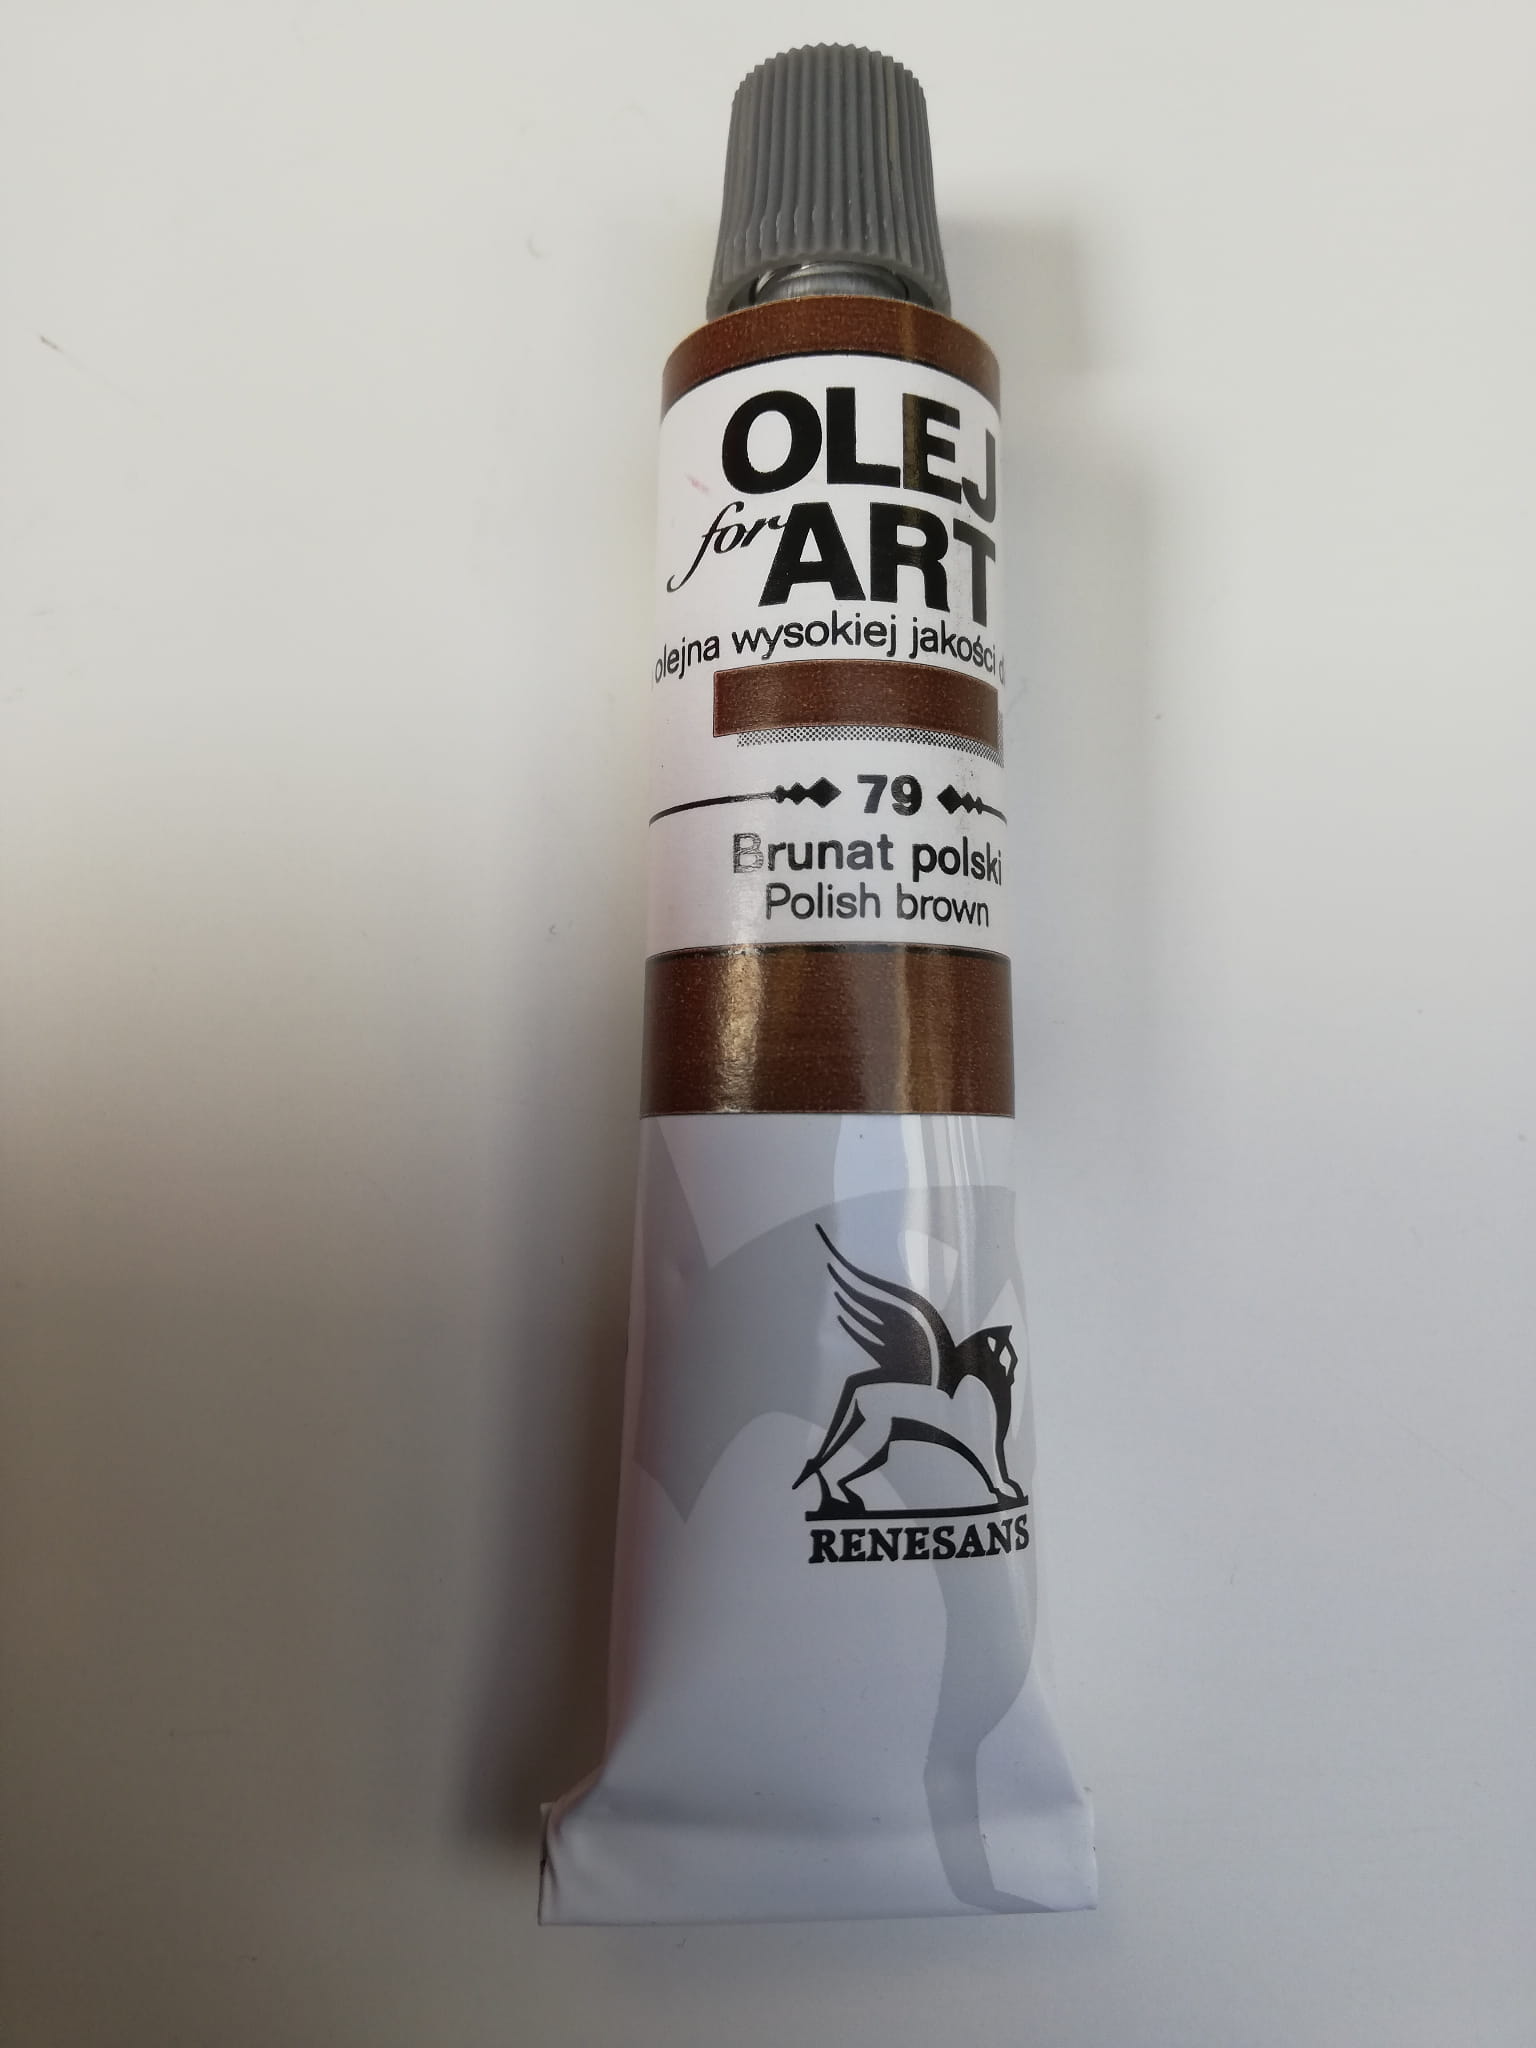 OLEJ
for ART
olejna wysokiej jakości
79
Brunat polski
Polish brown
RENESANS